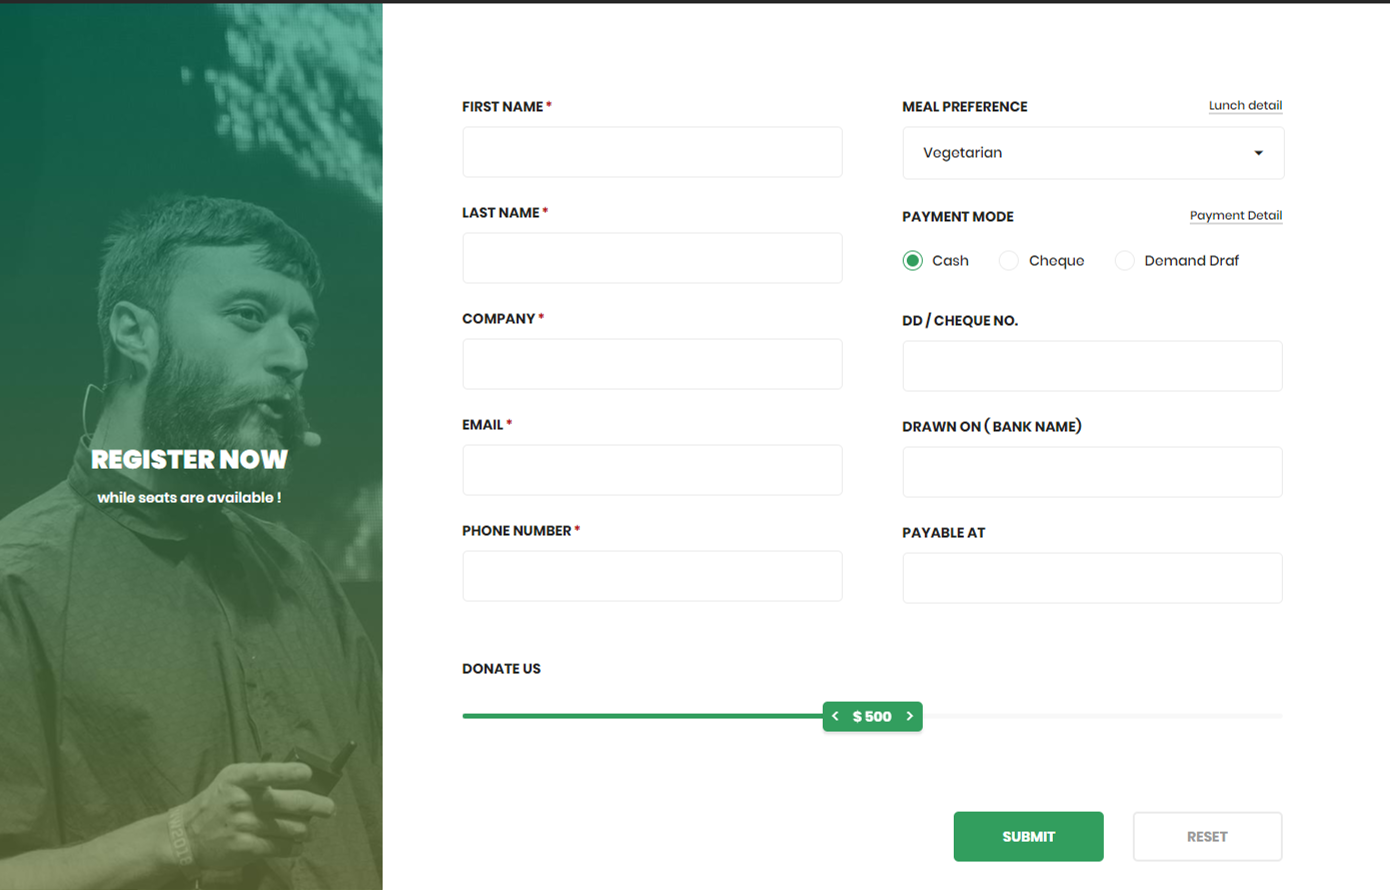 REGISTER NOW
while seats are available !
FIRST NAME *
LAST NAME *
COMPANY *
EMAIL *
PHONE NUMBER *
MEAL PREFERENCE
Lunch detail
Vegetarian
PAYMENT MODE
Payment Detail
Cash
Cheque
Demand Draf
DD / CHEQUE NO.
DRAWN ON ( BANK NAME)
PAYABLE AT
DONATE US
< $ 500 >
SUBMIT
RESET